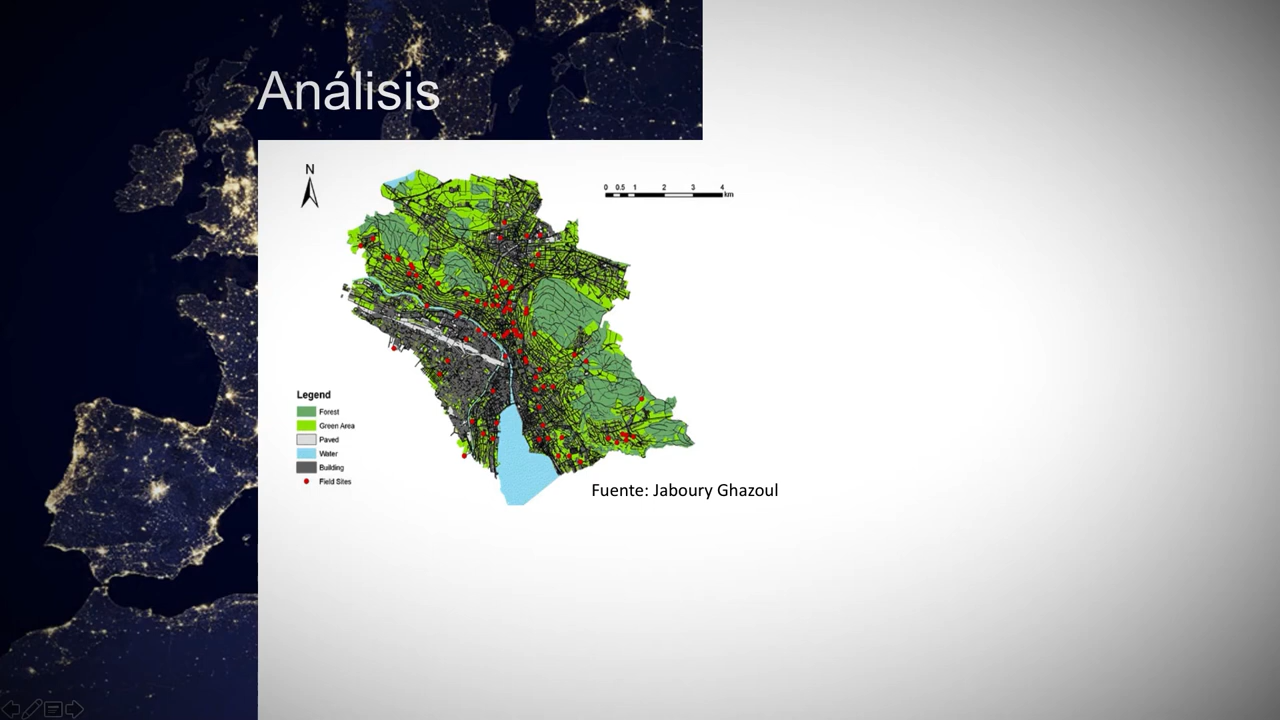 Análisis
N
0 0.5 1 2 3 4
km
Legend
Forest
Green Area
Paved
Water
Building
Field Sites
Fuente: Jaboury Ghazoul